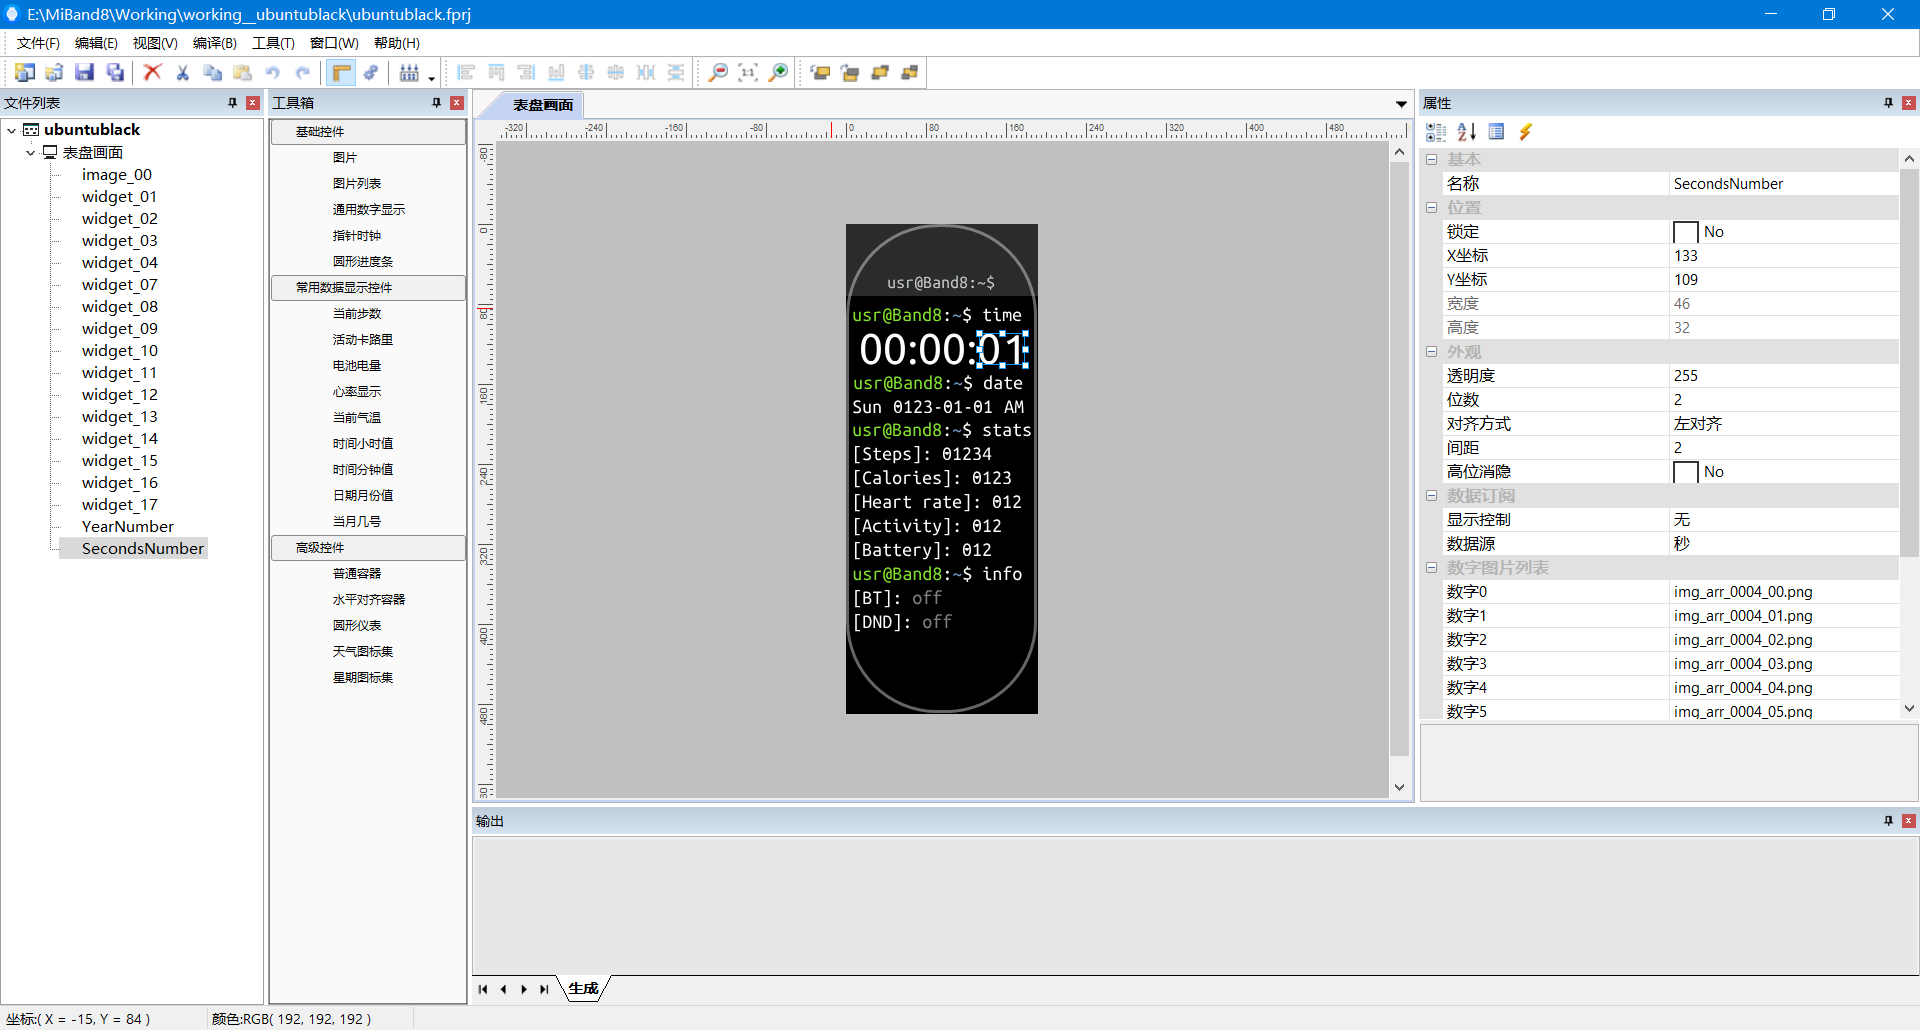 E:\MiBand8\Working\working__ubuntublack\ubuntublack.fprj
文件(F) 编辑(E) 视图(V) 编译(B) 工具(T) 窗口(W) 帮助(H)
1:1
文件列表
ubuntublack
表盘画面
image_00
widget_01
widget_02
widget_03
widget_04
widget_07
widget_08
widget_09
widget_10
widget_11
widget_12
widget_13
widget_14
widget_15
widget_16
widget_17
YearNumber
SecondsNumber
工具箱
基础控件
图片
图片列表
通用数字显示
指针时钟
圆形进度条
常用数据显示控件
当前步数
活动卡路里
电池电量
心率显示
当前气温
时间小时值
时间分钟值
日期月份值
当月几号
高级控件
普通容器
水平对齐容器
圆形仪表
天气图标集
星期图标集
表盘画面
-320 -240 -160 -80 0 80 160 240 320 400 480
-80
0
80
160
240
320
400
480
usr@Band8:~$
usr@Band8:~$ time
00:00:01
usr@Band8:~$ date
Sun 0123-01-01 AM
usr@Band8:~$ stats
[Steps]: 01234
[Calories]: 0123
[Heart rate]: 012
[Activity]: 012
[Battery]: 012
usr@Band8:~$ info
[BT]: off
[DND]: off
属性
基本
名称 SecondsNumber
位置
锁定 No
X坐标 133
Y坐标 109
宽度 46
高度 32
外观
透明度 255
位数 2
对齐方式 左对齐
间距 2
高位消隐 No
数据订阅
显示控制 无
数据源 秒
数字图片列表
数字0 img_arr_0004_00.png
数字1 img_arr_0004_01.png
数字2 img_arr_0004_02.png
数字3 img_arr_0004_03.png
数字4 img_arr_0004_04.png
数字5 img_arr_0004_05.png
输出
生成
坐标:( X = -15, Y = 84 ) 颜色:RGB( 192, 192, 192 )